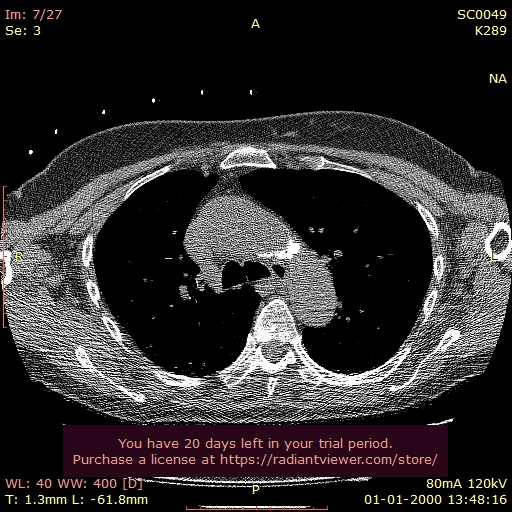 Im: 7/27
Se: 3
A
SC0049
K289
NA
R
L
You have 20 days left in your trial period.
Purchase a license at https://radiantviewer.com/store/
WL: 40 WW: 400 [D]
T: 1.3mm L: -61.8mm
P
80mA 120kV
01-01-2000 13:48:16